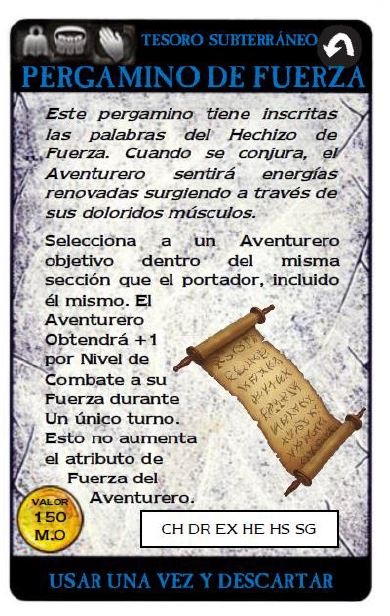 TESORO SUBTERRÁNEO
PERGAMINO DE FUERZA
Este pergamino tiene inscritas
las palabras del Hechizo de
Fuerza. Cuando se conjura, el
Aventurero sentirá energías
renovadas surgiendo a través de
sus doloridos músculos.
Selecciona a un Aventurero
objetivo dentro del misma
sección que el portador, incluido
él mismo. El
Aventurero
Obtendrá +1
por Nivel de
Combate a su
Fuerza durante
Un único turno.
Esto no aumenta
el atributo de
Fuerza del
Aventurero.
VALOR
150
M.O
CH DR EX HE HS SG
USAR UNA VEZ Y DESCARTAR